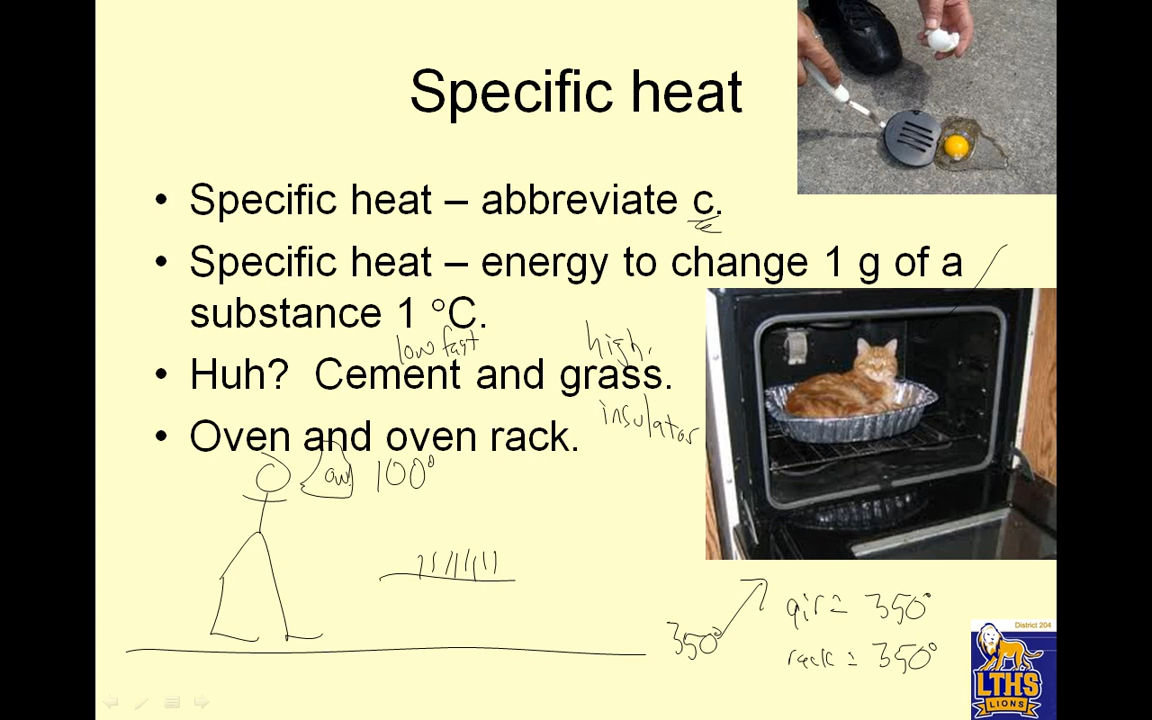 Specific heat
• Specific heat – abbreviate c.
• Specific heat – energy to change 1 g of a
substance 1 °C.
low fast high.
• Huh? Cement and grass.
insulator
• Oven and oven rack.
ow! 100°
air = 350°
350°
rack = 350°
District 204
LTHS
LIONS